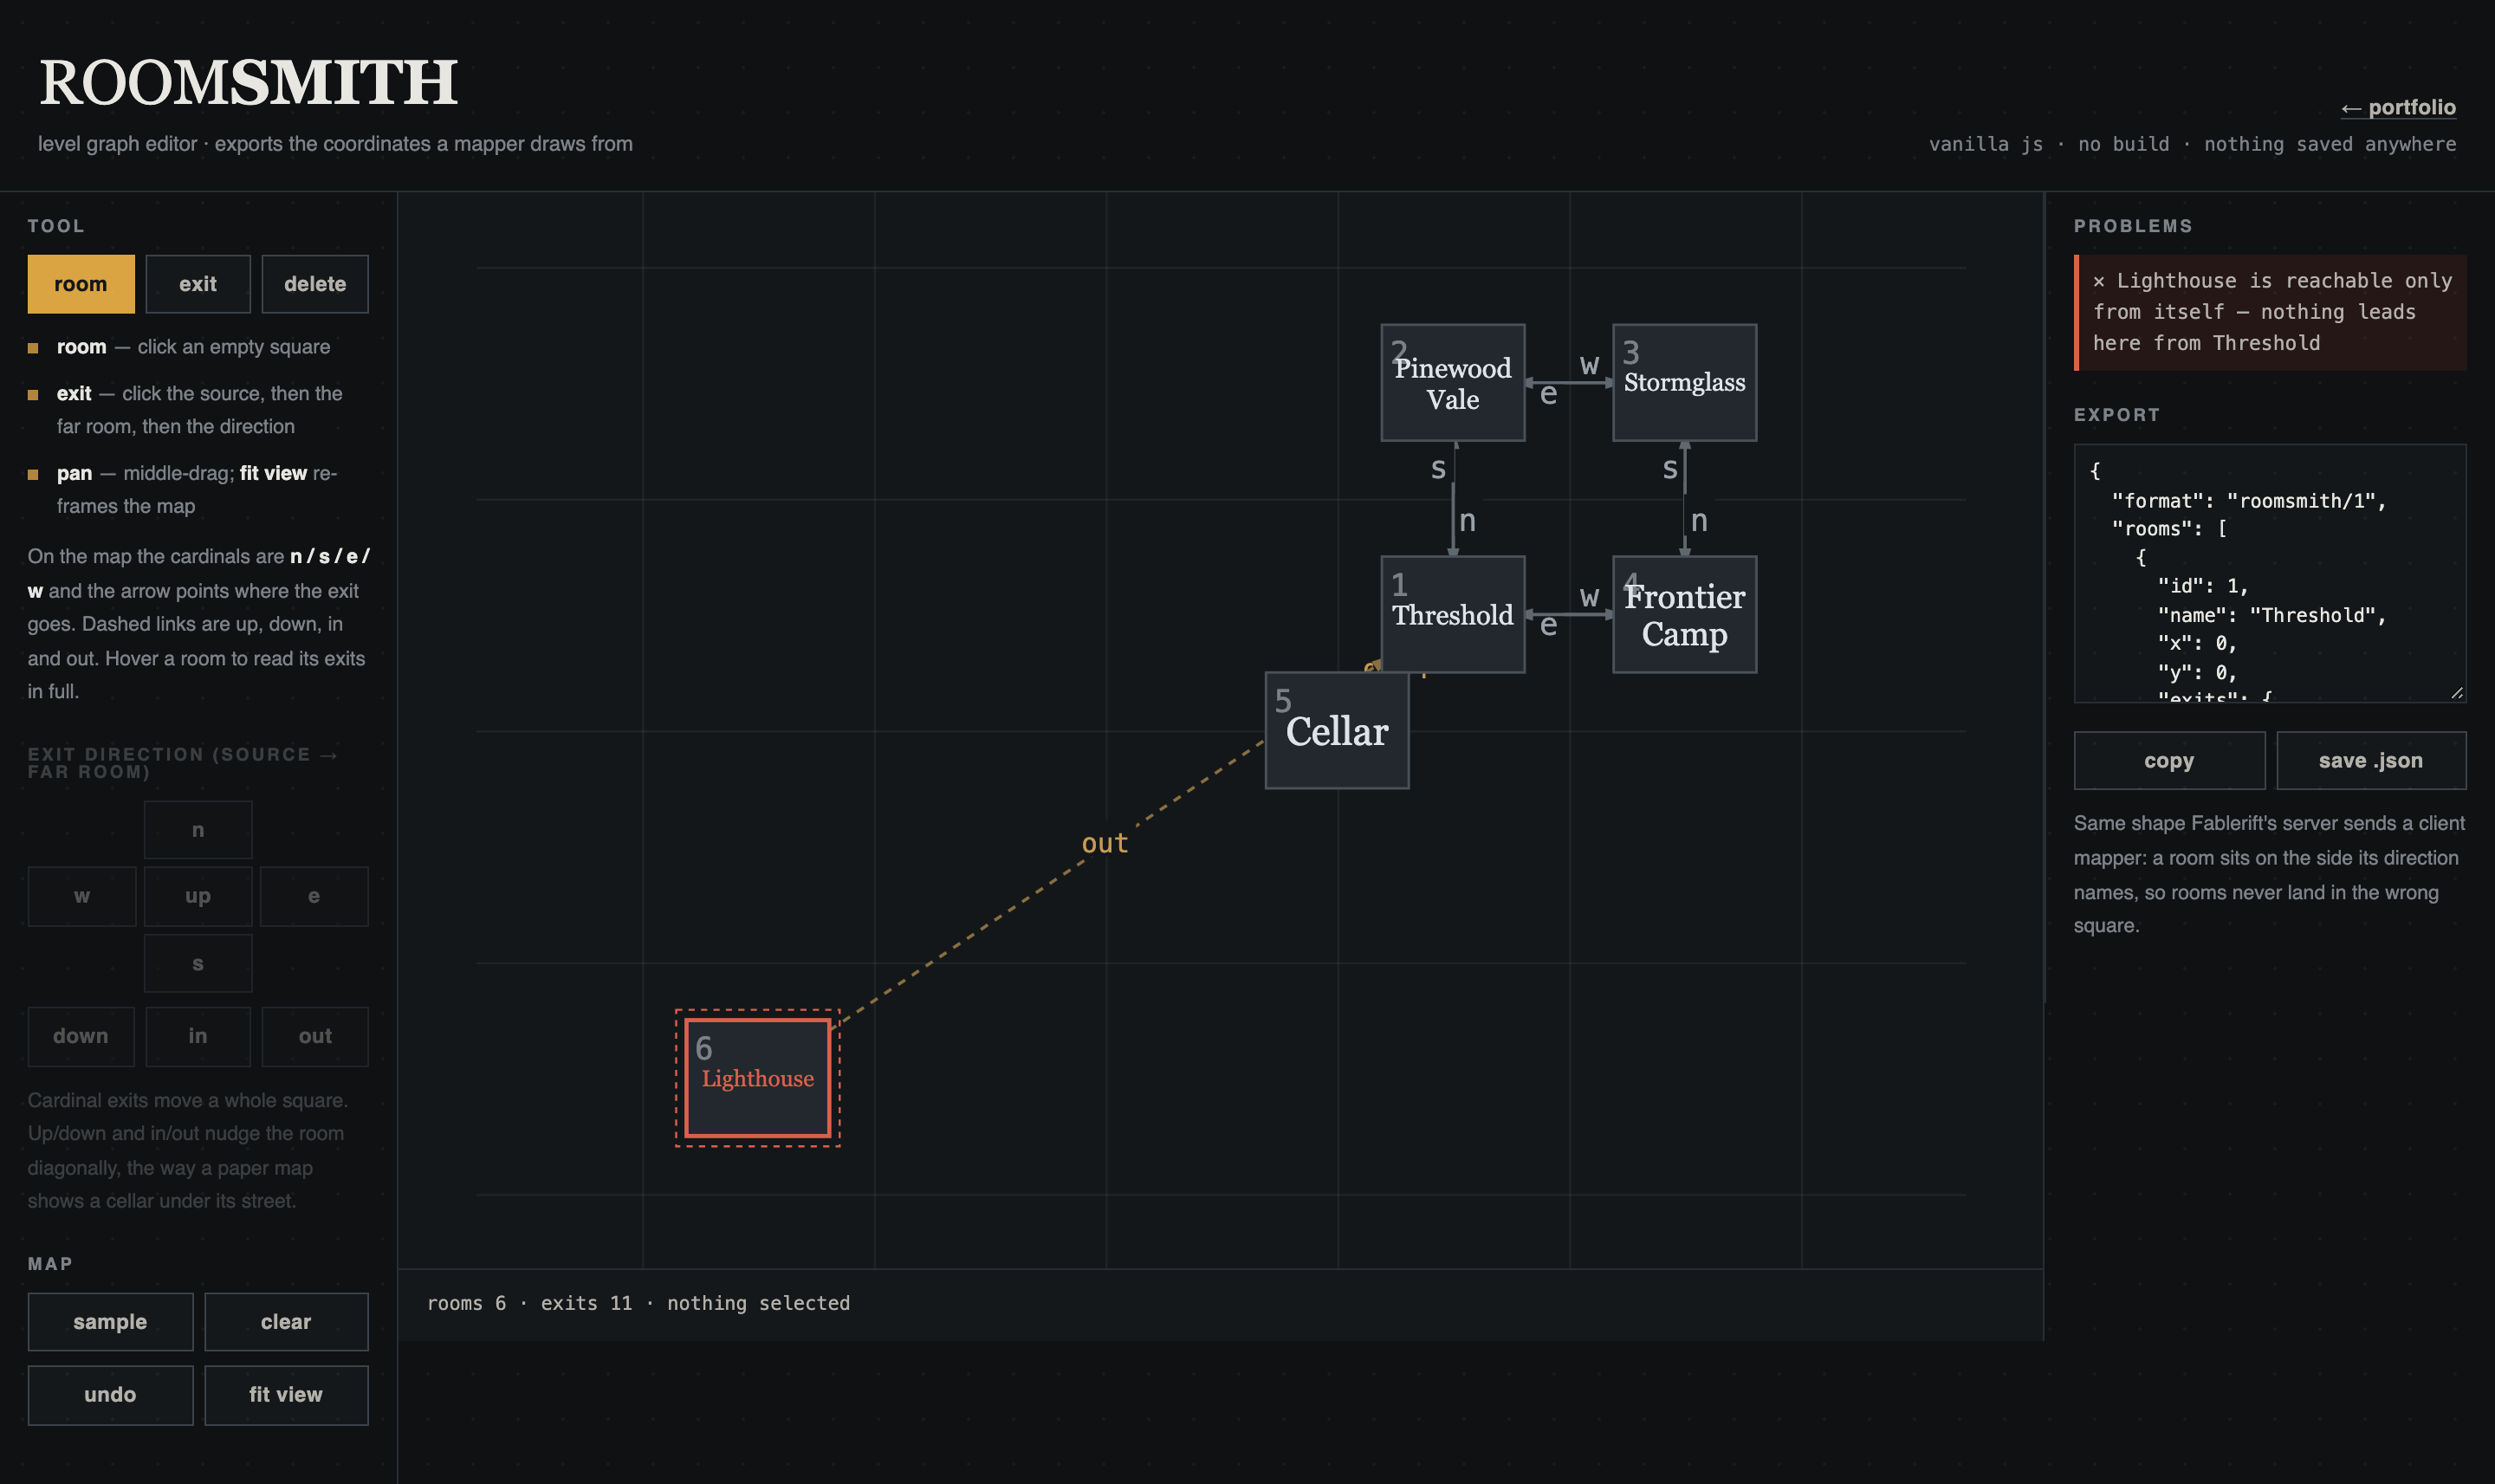 ROOMSMITH
level graph editor · exports the coordinates a mapper draws from
← portfolio
vanilla js · no build · nothing saved anywhere
TOOL
room
exit
delete
room — click an empty square
exit — click the source, then the
far room, then the direction
pan — middle-drag; fit view re-
frames the map
On the map the cardinals are n / s / e /
w and the arrow points where the exit
goes. Dashed links are up, down, in
and out. Hover a room to read its exits
in full.
EXIT DIRECTION (SOURCE →
FAR ROOM)
n
w
up
e
s
down
in
out
Cardinal exits move a whole square.
Up/down and in/out nudge the room
diagonally, the way a paper map
shows a cellar under its street.
MAP
sample
clear
undo
fit view
2
Pinewood
Vale
w
e
3
Stormglass
s
n
s
n
1
Threshold
w
e
4
Frontier
Camp
5
Cellar
out
6
Lighthouse
rooms 6 · exits 11 · nothing selected
PROBLEMS
× Lighthouse is reachable only
from itself — nothing leads
here from Threshold
EXPORT
{
"format": "roomsmith/1",
"rooms": [
{
"id": 1,
"name": "Threshold",
"x": 0,
"y": 0,
"exits": {
copy
save .json
Same shape Fablerift's server sends a client
mapper: a room sits on the side its direction
names, so rooms never land in the wrong
square.